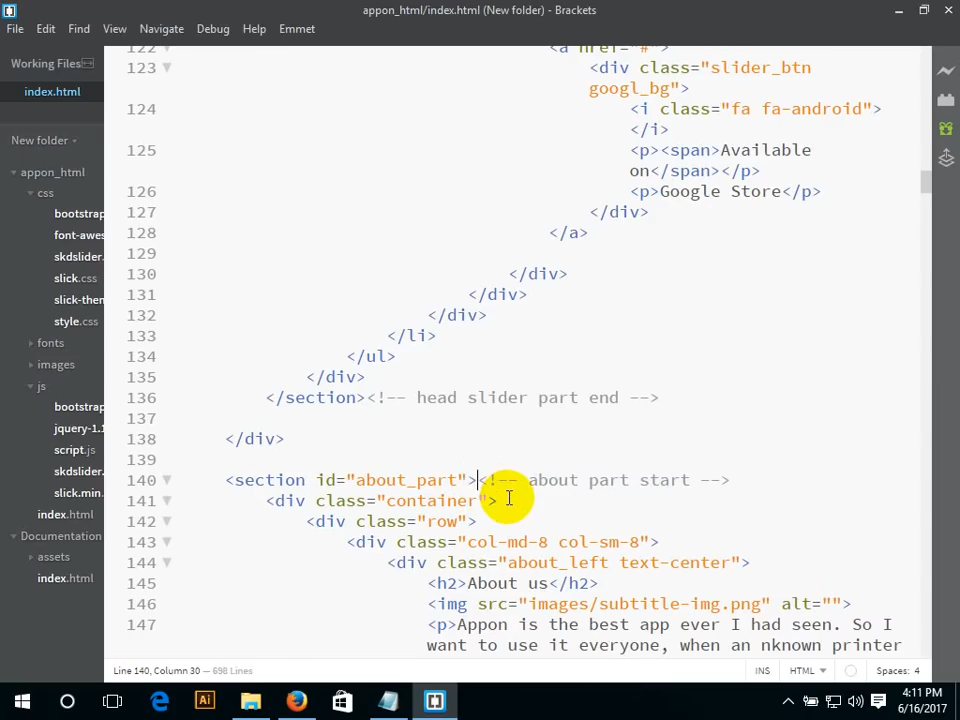 appon_html/index.html (New folder) - Brackets
File Edit Find View Navigate Debug Help Emmet
Working Files
index.html
New folder
appon_html
css
bootstrap
font-awes
skdslider.
slick.css
slick-then
style.css
fonts
images
js
bootstrap
jquery-1.1
script.js
skdslider.
slick.min.
index.html
Documentation
assets
index.html
122 <a href="#">
123 <div class="slider_btn
googl_bg">
124 <i class="fa fa-android">
</i>
125 <p><span>Available
on</span></p>
126 <p>Google Store</p>
127 </div>
128 </a>
129
130 </div>
131 </div>
132 </div>
133 </li>
134 </ul>
135 </div>
136 </section><!-- head slider part end -->
137
138 </div>
139
140 <section id="about_part"><!-- about part start -->
141 <div class="container">
142 <div class="row">
143 <div class="col-md-8 col-sm-8">
144 <div class="about_left text-center">
145 <h2>About us</h2>
146 <img src="images/subtitle-img.png" alt="">
147 <p>Appon is the best app ever I had seen. So I
want to use it everyone, when an nknown printer
Line 140, Column 30 — 698 Lines
INS HTML Spaces: 4
4:11 PM
6/16/2017